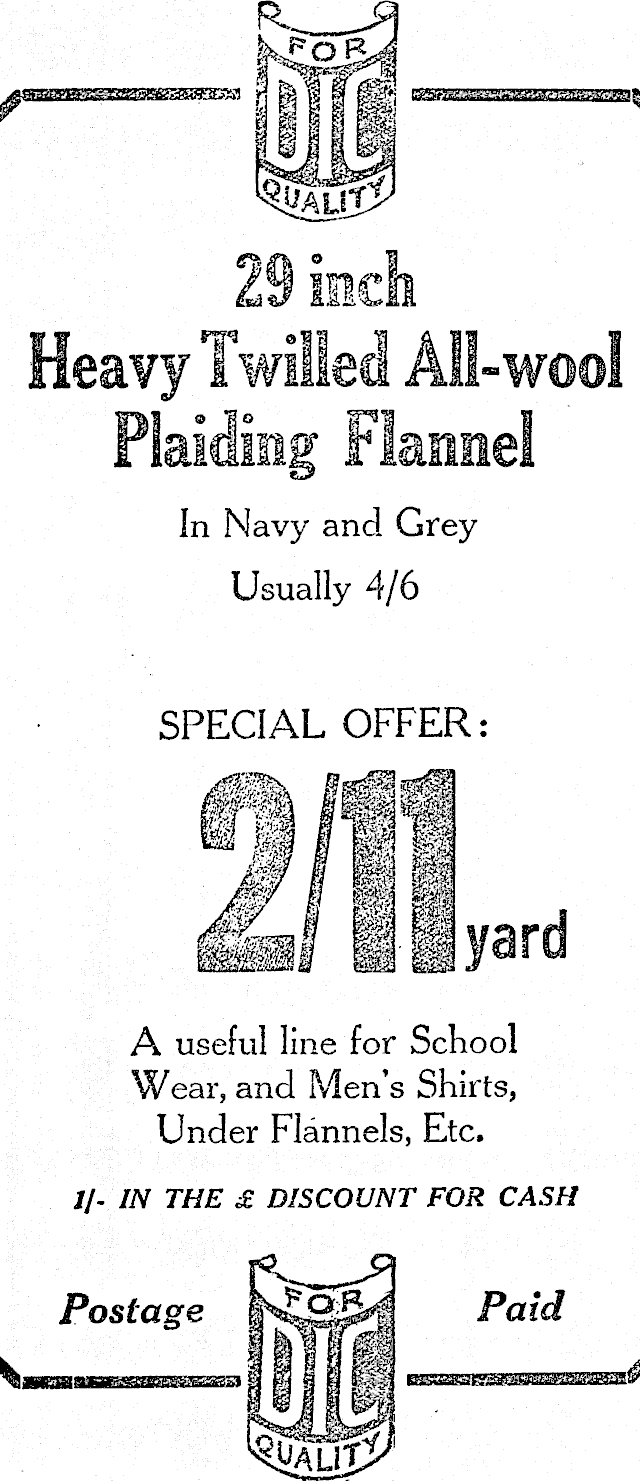 FOR
DIC
QUALITY
29 inch
Heavy Twilled All-wool
Plaiding Flannel
In Navy and Grey
Usually 4/6
SPECIAL OFFER:
2/11 yard
A useful line for School
Wear, and Men's Shirts,
Under Flannels, Etc.
1/- IN THE £ DISCOUNT FOR CASH
Postage Paid
FOR
DIC
QUALITY